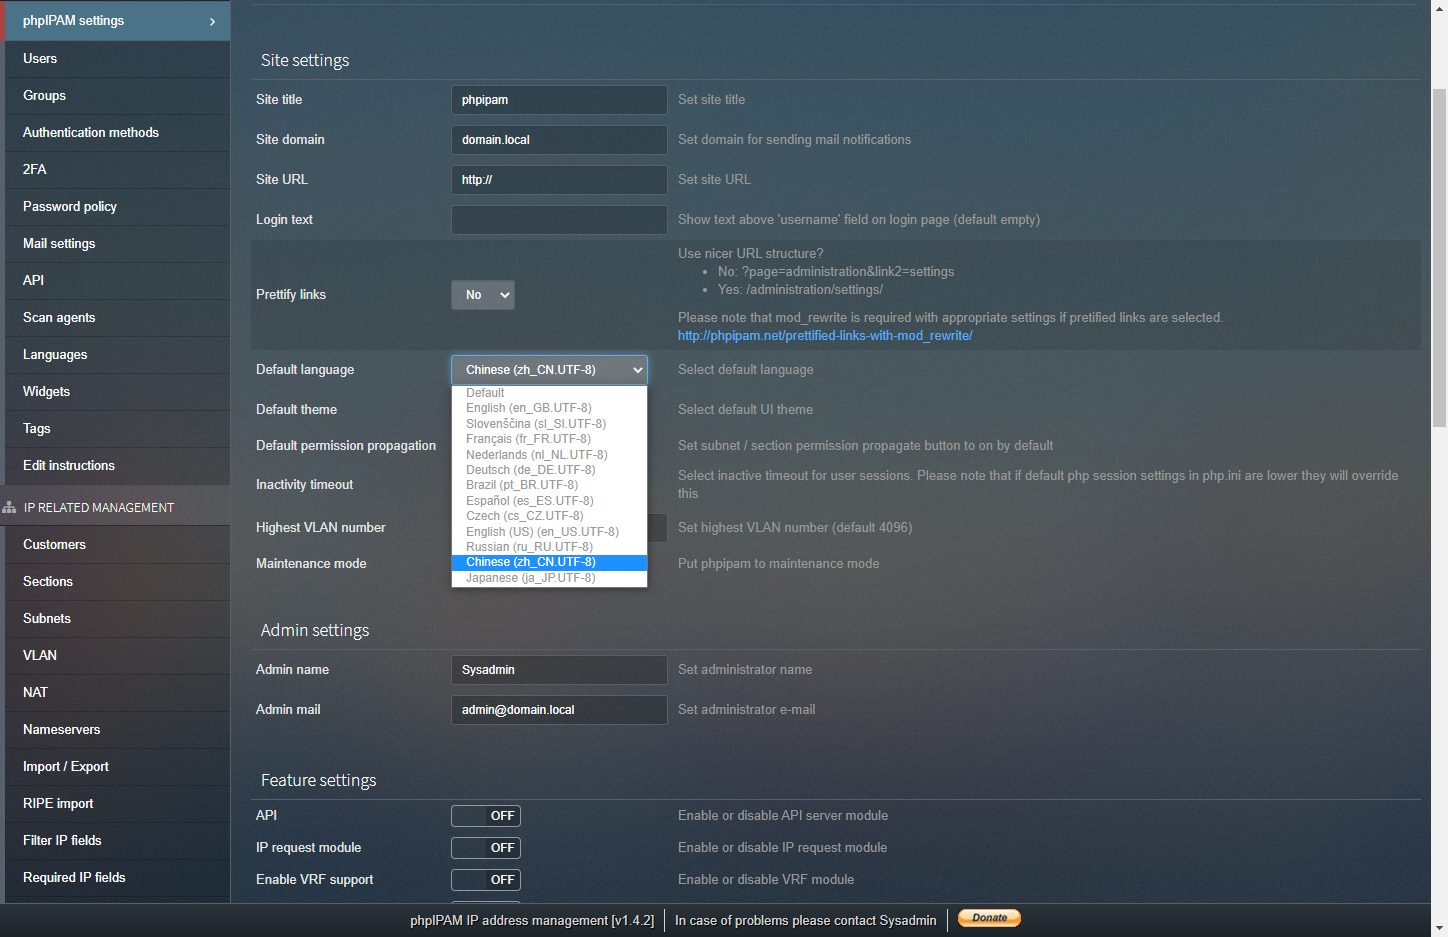 phpIPAM settings
Users
Groups
Authentication methods
2FA
Password policy
Mail settings
API
Scan agents
Languages
Widgets
Tags
Edit instructions
IP RELATED MANAGEMENT
Customers
Sections
Subnets
VLAN
NAT
Nameservers
Import / Export
RIPE import
Filter IP fields
Required IP fields
Site settings
Site title phpipam Set site title
Site domain domain.local Set domain for sending mail notifications
Site URL http:// Set site URL
Login text Show text above 'username' field on login page (default empty)
Prettify links No
Use nicer URL structure?
• No: ?page=administration&link2=settings
• Yes: /administration/settings/
Please note that mod_rewrite is required with appropriate settings if pretified links are selected.
http://phpipam.net/prettified-links-with-mod_rewrite/
Default language Chinese (zh_CN.UTF-8) Select default language
Default
English (en_GB.UTF-8)
Slovenščina (sl_SI.UTF-8)
Français (fr_FR.UTF-8)
Nederlands (nl_NL.UTF-8)
Deutsch (de_DE.UTF-8)
Brazil (pt_BR.UTF-8)
Español (es_ES.UTF-8)
Czech (cs_CZ.UTF-8)
English (US) (en_US.UTF-8)
Russian (ru_RU.UTF-8)
Chinese (zh_CN.UTF-8)
Japanese (ja_JP.UTF-8)
Default theme Select default UI theme
Default permission propagation Set subnet / section permission propagate button to on by default
Inactivity timeout Select inactive timeout for user sessions. Please note that if default php session settings in php.ini are lower they will override
this
Highest VLAN number Set highest VLAN number (default 4096)
Maintenance mode Put phpipam to maintenance mode
Admin settings
Admin name Sysadmin Set administrator name
Admin mail admin@domain.local Set administrator e-mail
Feature settings
API OFF Enable or disable API server module
IP request module OFF Enable or disable IP request module
Enable VRF support OFF Enable or disable VRF module
phpIPAM IP address management [v1.4.2] In case of problems please contact Sysadmin Donate